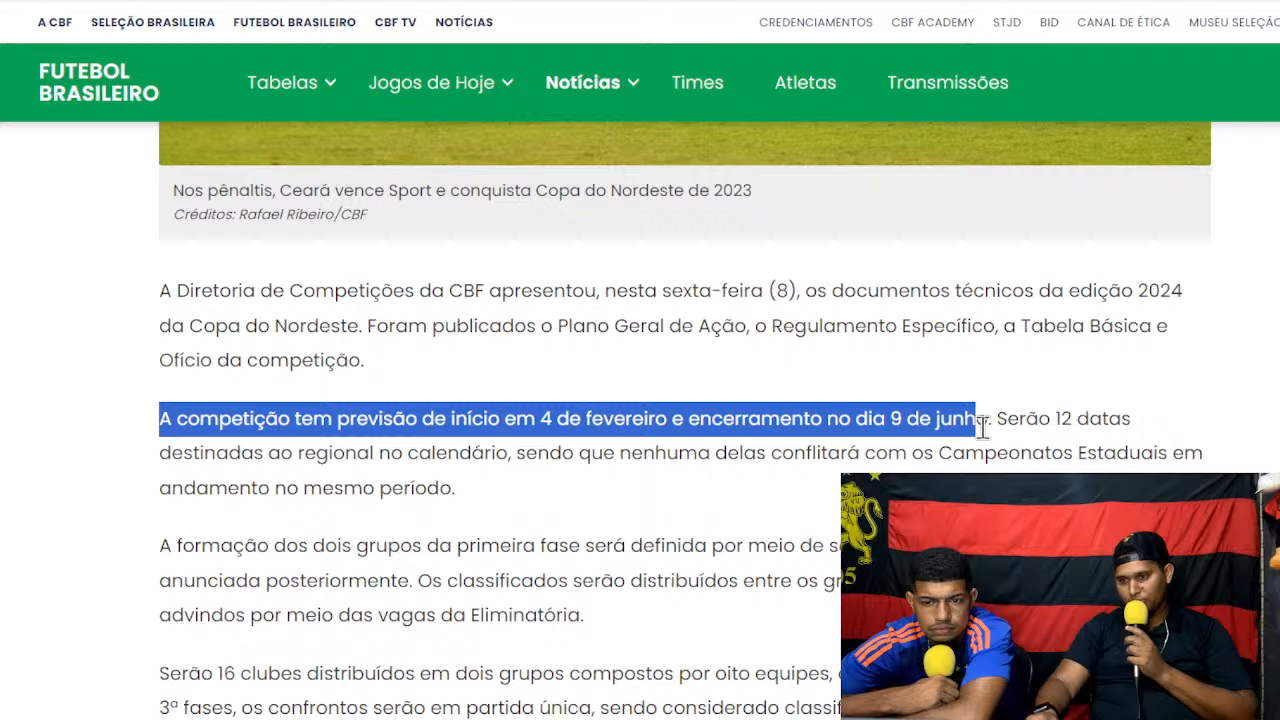 A CBF SELEÇÃO BRASILEIRA FUTEBOL BRASILEIRO CBF TV NOTÍCIAS CREDENCIAMENTOS CBF ACADEMY STJD BID CANAL DE ÉTICA MUSEU SELEÇÃO
FUTEBOL
BRASILEIRO
Tabelas Jogos de Hoje Notícias Times Atletas Transmissões
Nos pênaltis, Ceará vence Sport e conquista Copa do Nordeste de 2023
Créditos: Rafael Ribeiro/CBF
A Diretoria de Competições da CBF apresentou, nesta sexta-feira (8), os documentos técnicos da edição 2024
da Copa do Nordeste. Foram publicados o Plano Geral de Ação, o Regulamento Específico, a Tabela Básica e
Ofício da competição.
A competição tem previsão de início em 4 de fevereiro e encerramento no dia 9 de junho. Serão 12 datas
destinadas ao regional no calendário, sendo que nenhuma delas conflitará com os Campeonatos Estaduais em
andamento no mesmo período.
A formação dos dois grupos da primeira fase será definida por meio de
anunciada posteriormente. Os classificados serão distribuídos entre os
advindos por meio das vagas da Eliminatória.
Serão 16 clubes distribuídos em dois grupos compostos por oito equipes,
3ª fases, os confrontos serão em partida única, sendo considerado